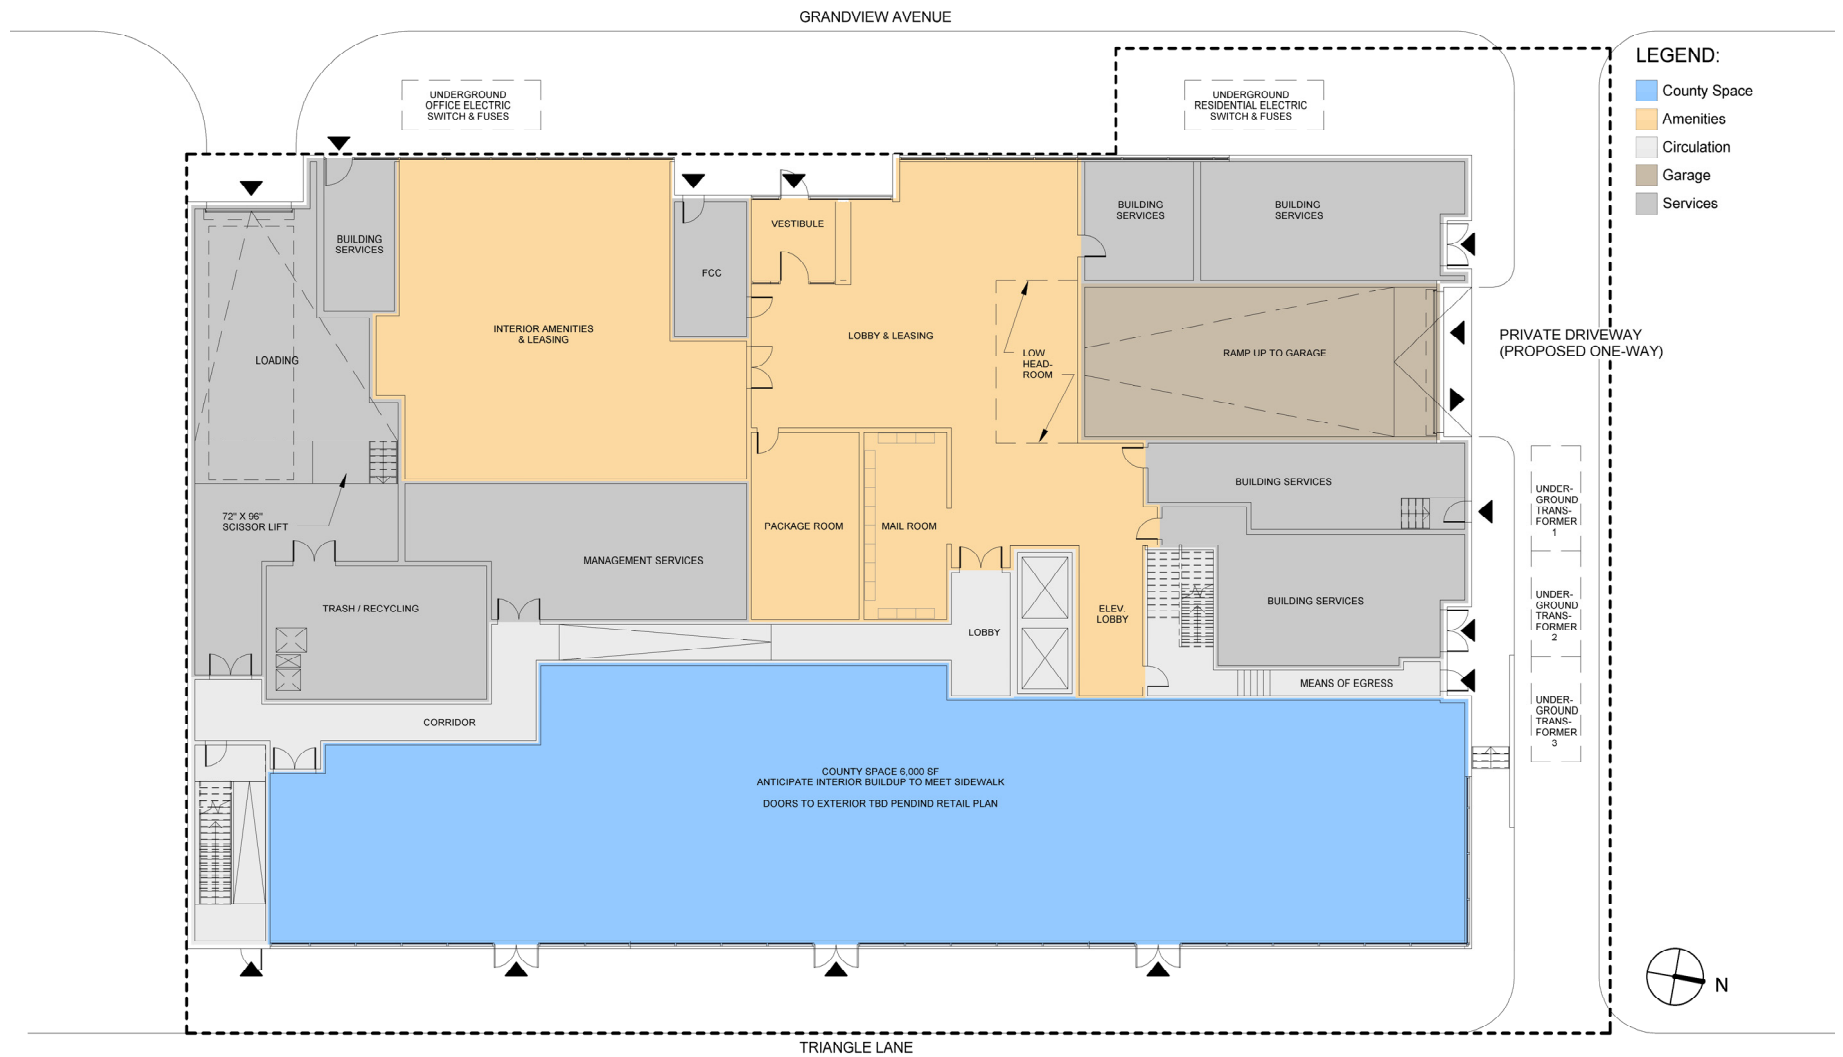 GRANDVIEW AVENUE
LEGEND:
County Space
Amenities
Circulation
Garage
Services
UNDERGROUND
OFFICE ELECTRIC
SWITCH & FUSES
UNDERGROUND
RESIDENTIAL ELECTRIC
SWITCH & FUSES
BUILDING
SERVICES
BUILDING
SERVICES
VESTIBULE
BUILDING
SERVICES
FCC
INTERIOR AMENITIES
& LEASING
LOBBY & LEASING
PRIVATE DRIVEWAY
(PROPOSED ONE-WAY)
LOADING
LOW
HEAD-
ROOM
RAMP UP TO GARAGE
BUILDING SERVICES
72" X 96"
SCISSOR LIFT
PACKAGE ROOM
MAIL ROOM
UNDER-
GROUND
TRANS-
FORMER
1
MANAGEMENT SERVICES
TRASH / RECYCLING
ELEV.
LOBBY
BUILDING SERVICES
UNDER-
GROUND
TRANS-
FORMER
2
LOBBY
MEANS OF EGRESS
CORRIDOR
UNDER-
GROUND
TRANS-
FORMER
3
COUNTY SPACE 6,000 SF
ANTICIPATE INTERIOR BUILDUP TO MEET SIDEWALK
DOORS TO EXTERIOR TBD PENDIND RETAIL PLAN
N
TRIANGLE LANE